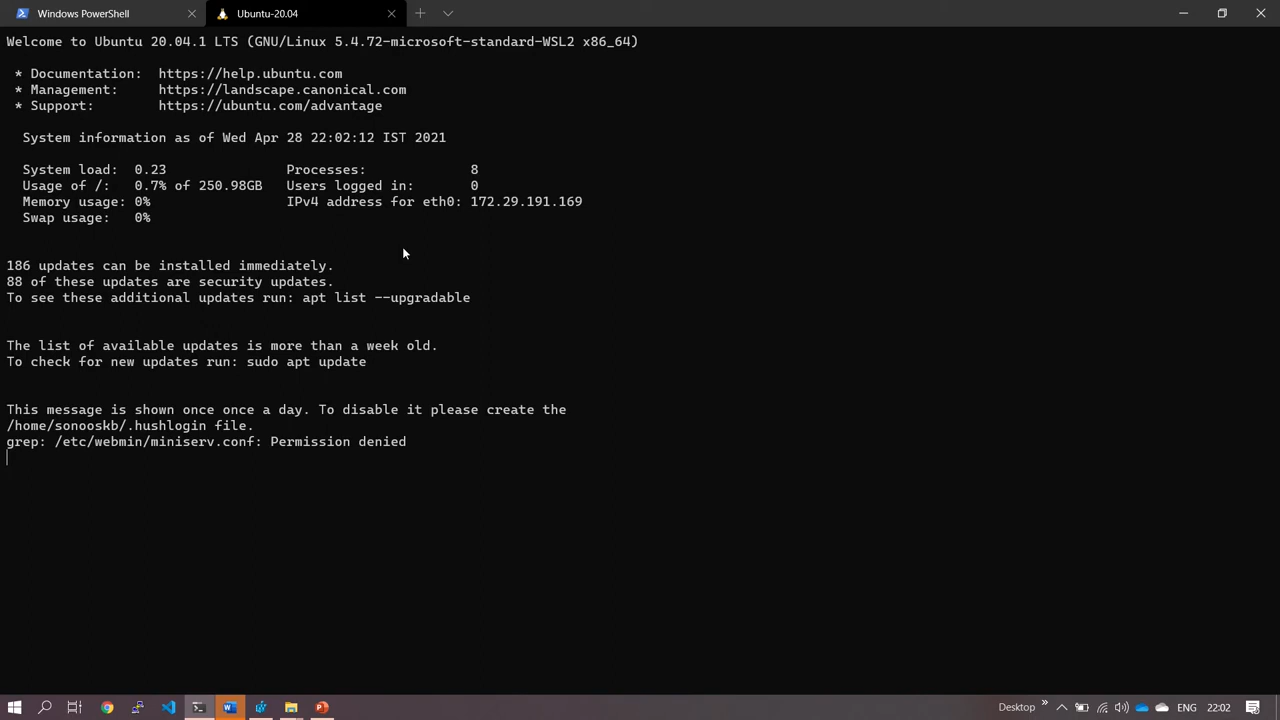 Windows PowerShell
Ubuntu-20.04
Welcome to Ubuntu 20.04.1 LTS (GNU/Linux 5.4.72-microsoft-standard-WSL2 x86_64)
* Documentation: https://help.ubuntu.com
* Management: https://landscape.canonical.com
* Support: https://ubuntu.com/advantage
System information as of Wed Apr 28 22:02:12 IST 2021
System load: 0.23 Processes: 8
Usage of /: 0.7% of 250.98GB Users logged in: 0
Memory usage: 0% IPv4 address for eth0: 172.29.191.169
Swap usage: 0%
186 updates can be installed immediately.
88 of these updates are security updates.
To see these additional updates run: apt list --upgradable
The list of available updates is more than a week old.
To check for new updates run: sudo apt update
This message is shown once once a day. To disable it please create the
/home/sonooskb/.hushlogin file.
grep: /etc/webmin/miniserv.conf: Permission denied
Desktop
ENG
22:02